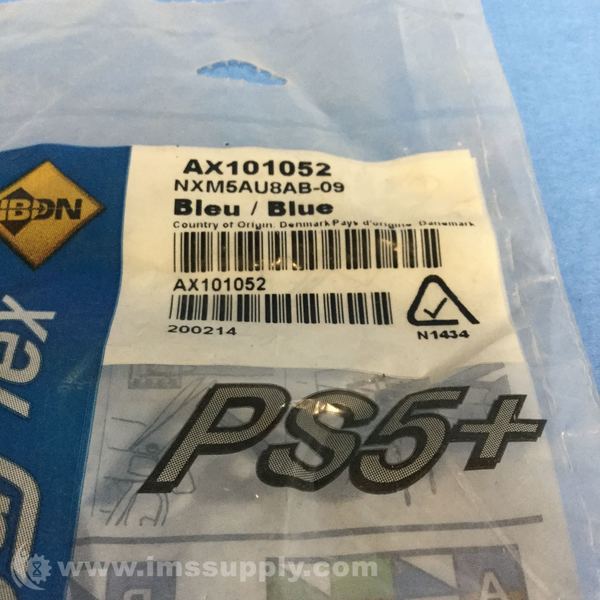 AX101052
NXM5AU8AB-09
Bleu / Blue
Country of Origin: Denmark Pays d'origine: Danemark
AX101052
200214
N1434
IBDN
PS5+
A
www.imssupply.com